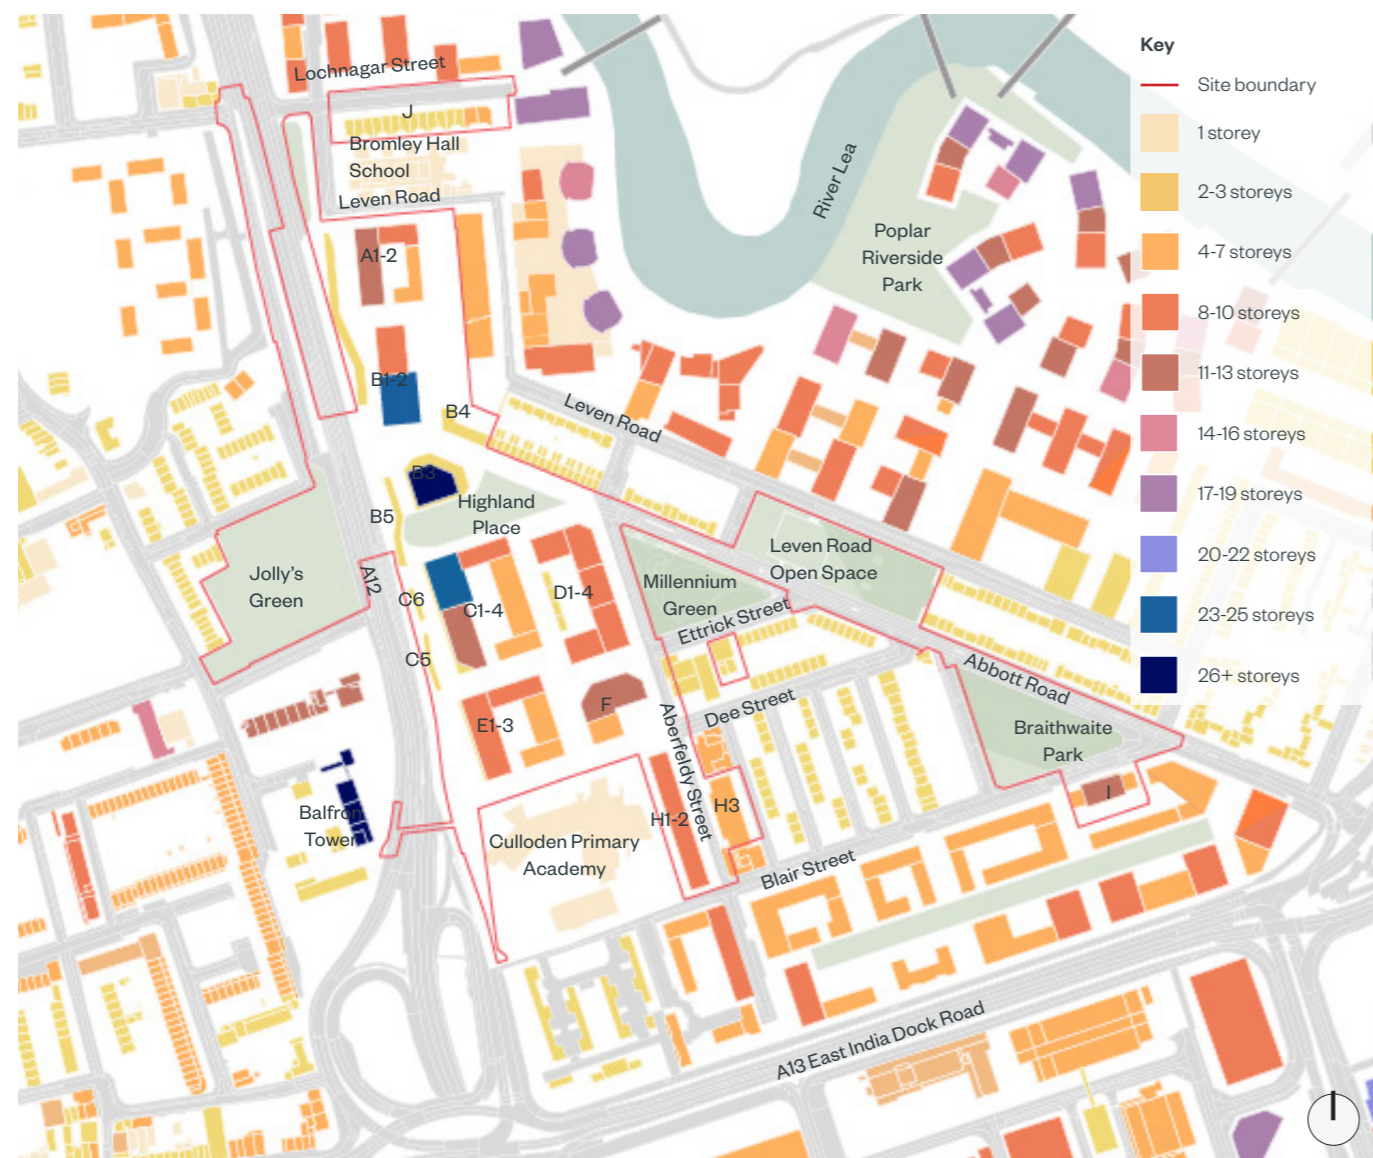 Key
Site boundary
1 storey
2-3 storeys
4-7 storeys
8-10 storeys
11-13 storeys
14-16 storeys
17-19 storeys
20-22 storeys
23-25 storeys
26+ storeys
Lochnagar Street
J
Bromley Hall
School
Leven Road
River Lea
Poplar
Riverside
Park
A1-2
B1-2
B4
Leven Road
B3
Highland
Place
B5
Jolly's
Green
A12
C6
C1-4
D1-4
C5
Millennium
Green
Leven Road
Open Space
Ettrick Street
Abbott Road
Dee Street
Braithwaite
Park
E1-3
F
Aberfeldy Street
I
Balfron
Tower
Culloden Primary
Academy
H1-2
H3
Blair Street
A13 East India Dock Road